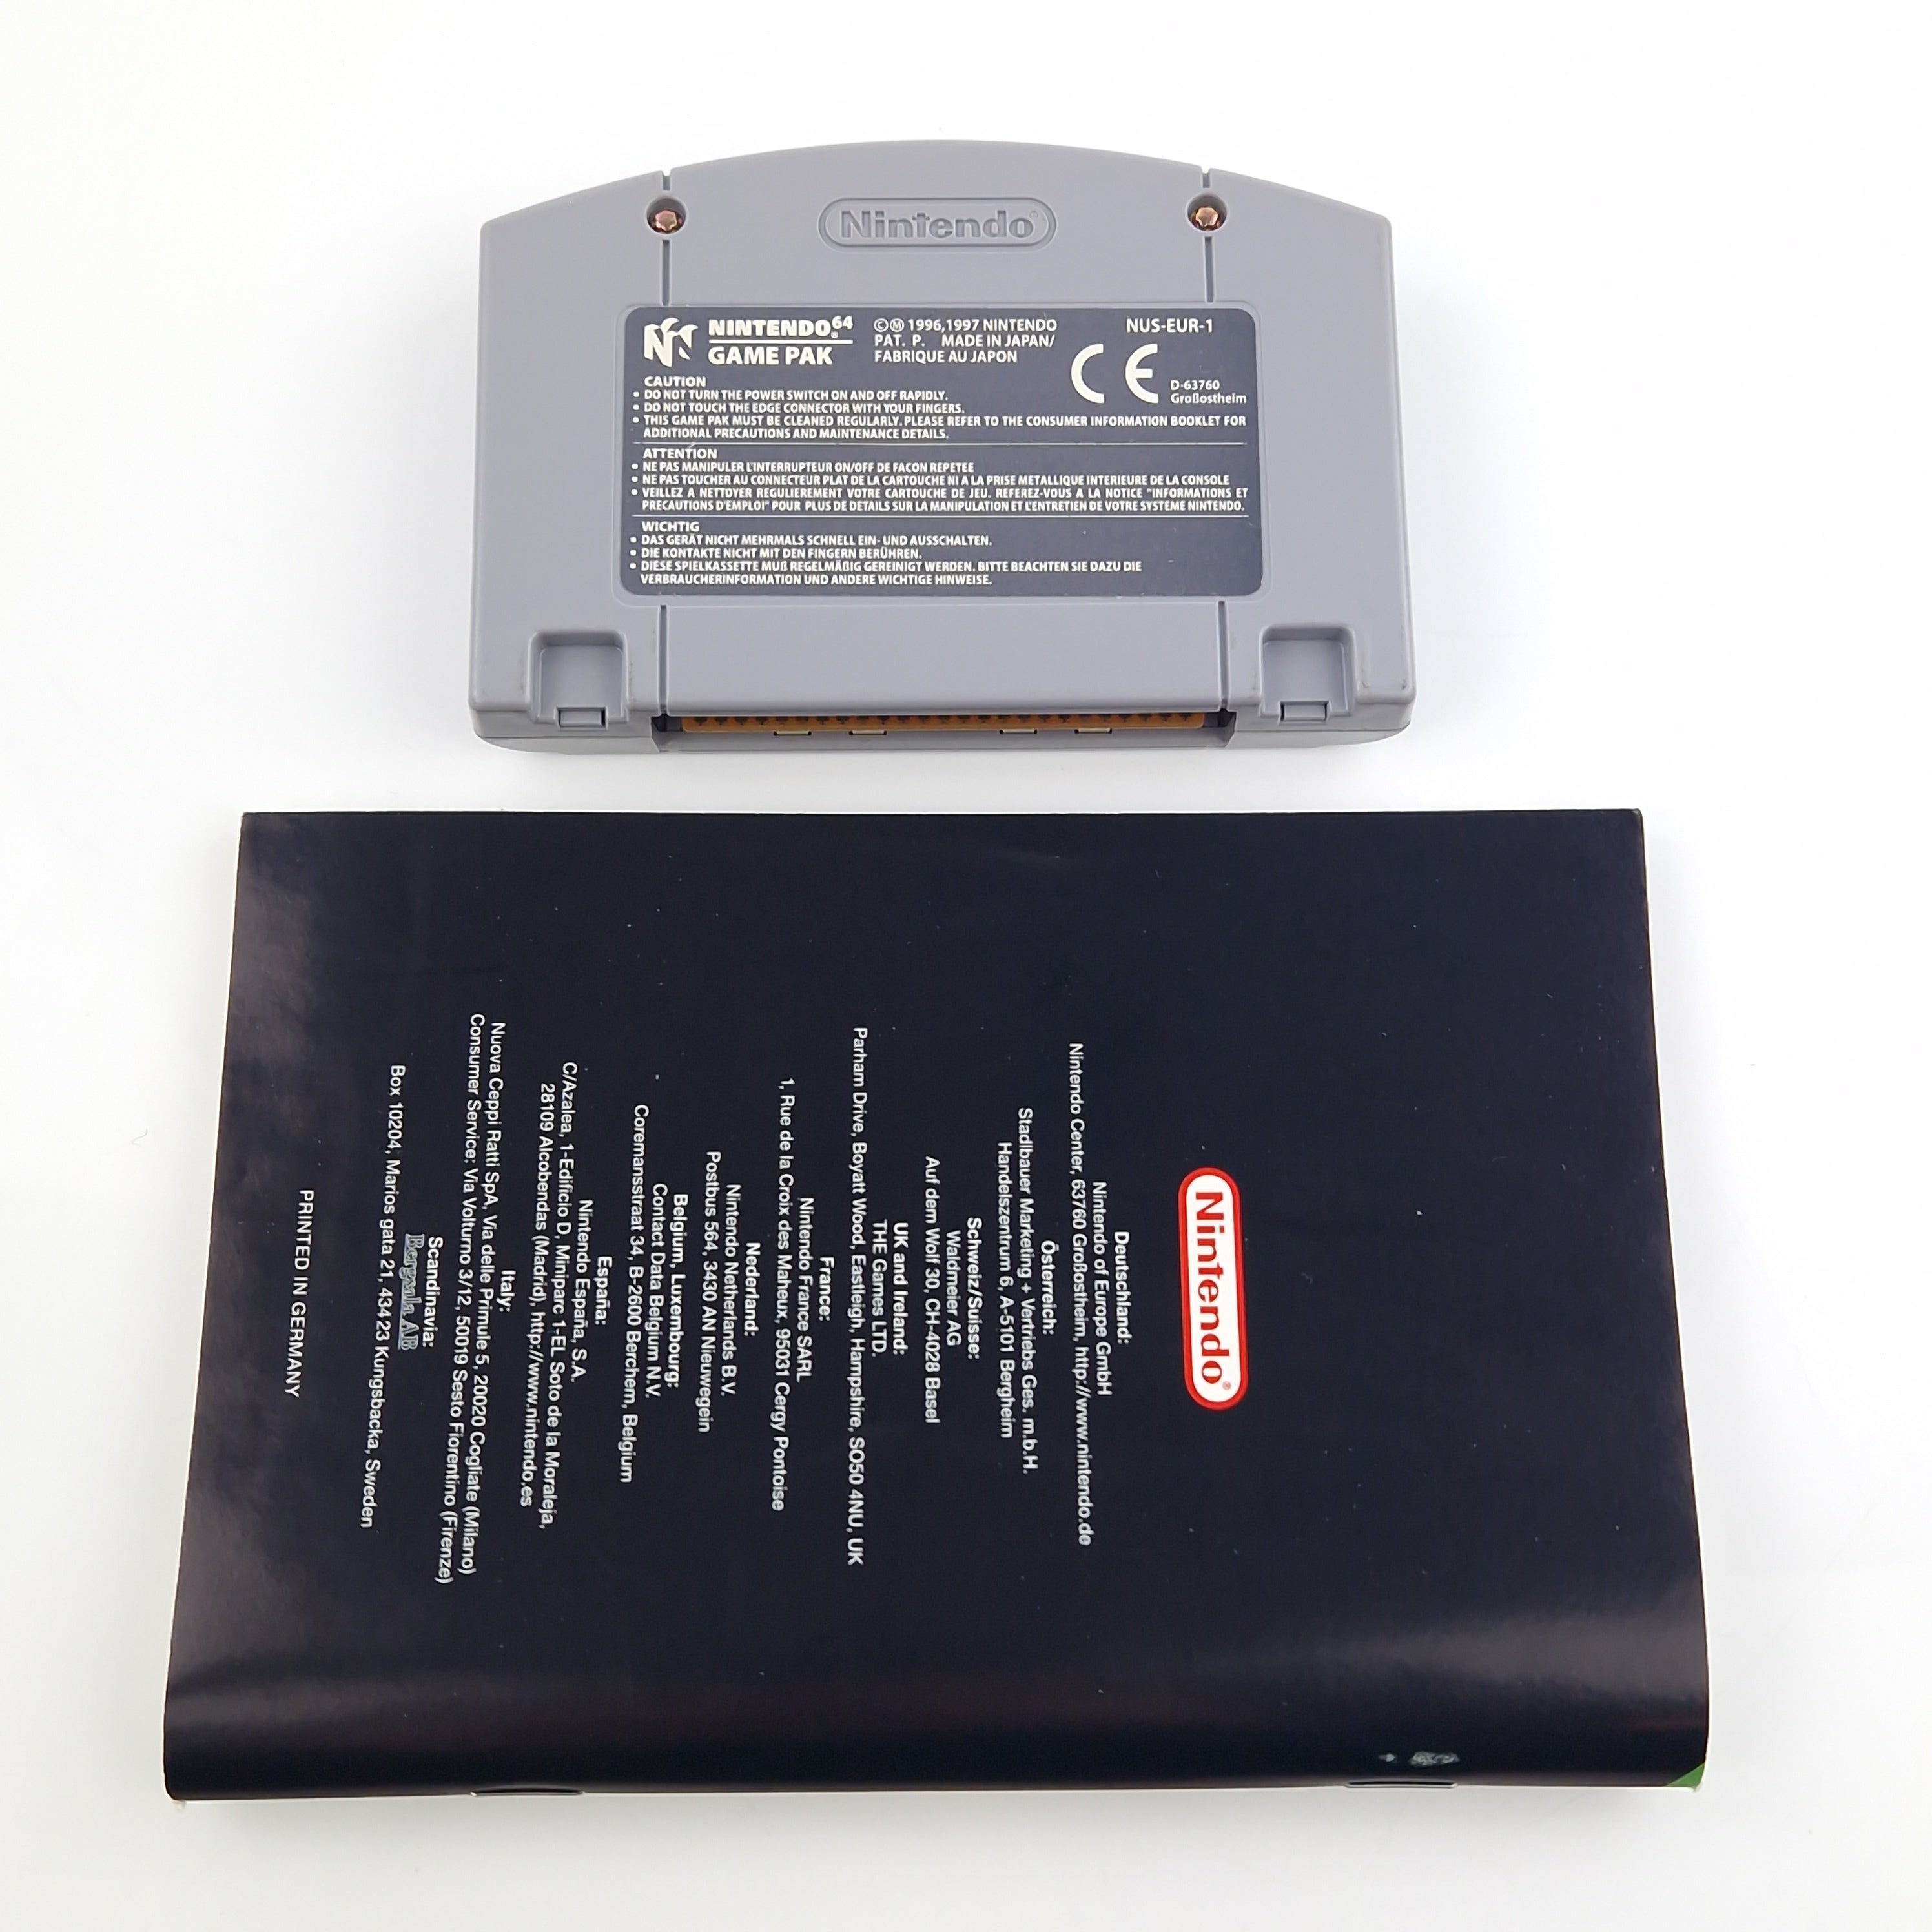 Nintendo
NINTENDO64
GAME PAK
©Ⓜ 1996,1997 NINTENDO
PAT. P. MADE IN JAPAN/
FABRIQUE AU JAPON
NUS-EUR-1
CE
D-63760
Großostheim
CAUTION
• DO NOT TURN THE POWER SWITCH ON AND OFF RAPIDLY.
• DO NOT TOUCH THE EDGE CONNECTOR WITH YOUR FINGERS.
• THIS GAME PAK MUST BE CLEANED REGULARLY. PLEASE REFER TO THE CONSUMER INFORMATION BOOKLET FOR
ADDITIONAL PRECAUTIONS AND MAINTENANCE DETAILS.
ATTENTION
• NE PAS MANIPULER L'INTERRUPTEUR ON/OFF DE FACON REPETEE
• NE PAS TOUCHER AU CONNECTEUR PLAT DE LA CARTOUCHE NI A LA PRISE METALLIQUE INTERIEURE DE LA CONSOLE
• VEILLEZ A NETTOYER REGULIEREMENT VOTRE CARTOUCHE DE JEU. REFEREZ-VOUS A LA NOTICE "INFORMATIONS ET
PRECAUTIONS D'EMPLOI" POUR PLUS DE DETAILS SUR LA MANIPULATION ET L'ENTRETIEN DE VOTRE SYSTEME NINTENDO.
WICHTIG
• DAS GERÄT NICHT MEHRMALS SCHNELL EIN- UND AUSSCHALTEN.
• DIE KONTAKTE NICHT MIT DEN FINGERN BERÜHREN.
• DIESE SPIELKASSETTE MUß REGELMÄßIG GEREINIGT WERDEN. BITTE BEACHTEN SIE DAZU DIE
VERBRAUCHERINFORMATION UND ANDERE WICHTIGE HINWEISE.
Nintendo®
Deutschland:
Nintendo of Europe GmbH
Nintendo Center, 63760 Großostheim, http://www.nintendo.de
Österreich:
Stadlbauer Marketing + Vertriebs Ges. m.b.H.
Handelszentrum 6, A-5101 Bergheim
Schweiz/Suisse:
Waldmeier AG
Auf dem Wolf 30, CH-4028 Basel
UK and Ireland:
THE Games LTD.
Parham Drive, Boyatt Wood, Eastleigh, Hampshire, SO50 4NU, UK
France:
Nintendo France SARL
1, Rue de la Croix des Maheux, 95031 Cergy Pontoise
Nederland:
Nintendo Netherlands B.V.
Postbus 564, 3430 AN Nieuwegein
Belgium, Luxembourg:
Contact Data Belgium N.V.
Coremansstraat 34, B-2600 Berchem, Belgium
España:
Nintendo España, S.A.
C/Azalea, 1-Edificio D, Miniparc 1-EL Soto de la Moraleja,
28109 Alcobendas (Madrid), http://www.nintendo.es
Italy:
Nuova Ceppi Ratti SpA, Via delle Primule 5, 20020 Cogliate (Milano)
Consumer Service: Via Volturno 3/12, 50019 Sesto Fiorentino (Firenze)
Scandinavia:
Bergsala AB
Box 10204, Marios gata 21, 43423 Kungsbacka, Sweden
PRINTED IN GERMANY